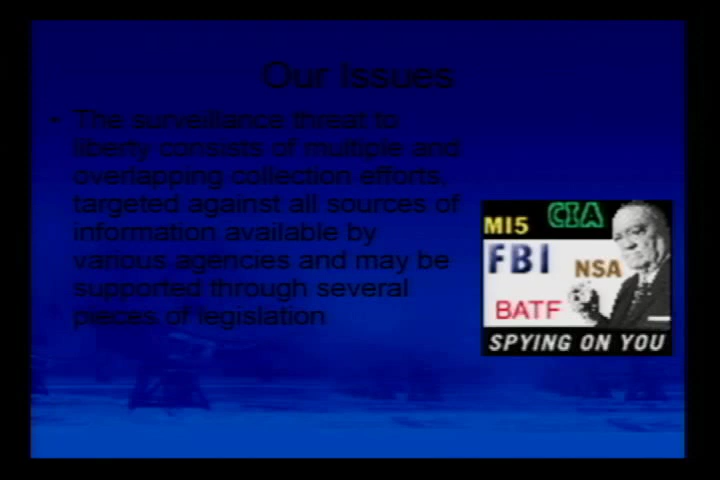 Our Issues
• The surveillance threat to
liberty consists of multiple and
overlapping collection efforts,
targeted against all sources of
information available by
various agencies and may be
supported through several
pieces of legislation
MI5 CIA
FBI NSA
BATF
SPYING ON YOU